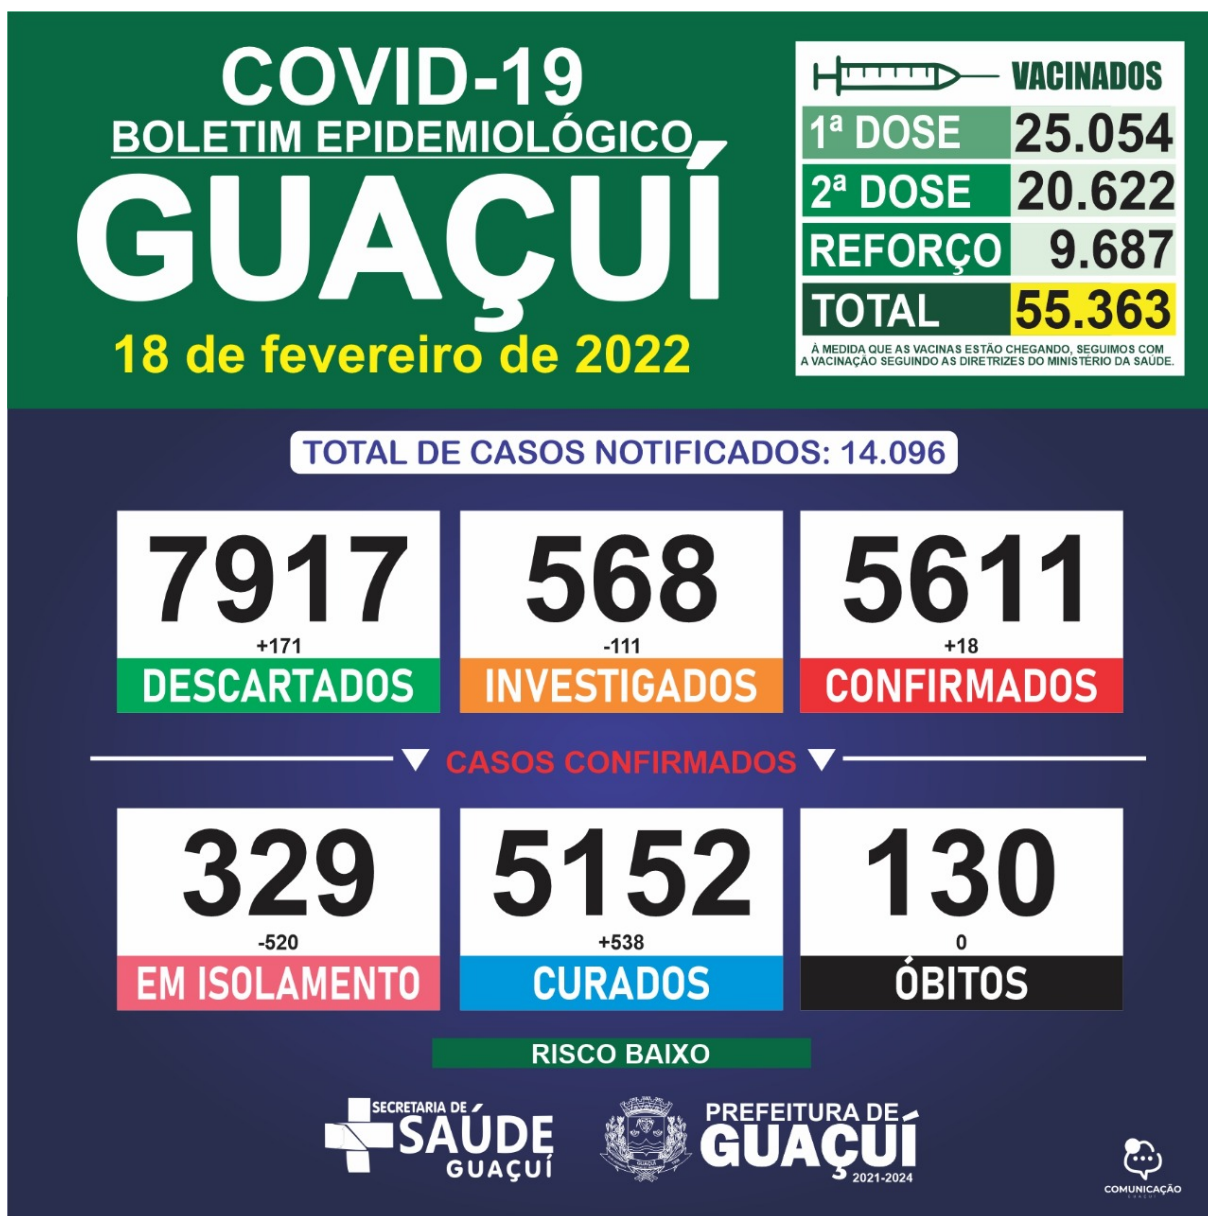 COVID-19
BOLETIM EPIDEMIOLÓGICO
GUAÇUÍ
18 de fevereiro de 2022
VACINADOS
1ª DOSE 25.054
2ª DOSE 20.622
REFORÇO 9.687
TOTAL 55.363
À MEDIDA QUE AS VACINAS ESTÃO CHEGANDO, SEGUIMOS COM
A VACINAÇÃO SEGUINDO AS DIRETRIZES DO MINISTÉRIO DA SAÚDE.
TOTAL DE CASOS NOTIFICADOS: 14.096
7917
+171
DESCARTADOS
568
-111
INVESTIGADOS
5611
+18
CONFIRMADOS
CASOS CONFIRMADOS
329
-520
EM ISOLAMENTO
5152
+538
CURADOS
130
0
ÓBITOS
RISCO BAIXO
SECRETARIA DE
SAÚDE
GUAÇUÍ
PREFEITURA DE
GUAÇUÍ
2021-2024
COMUNICAÇÃO